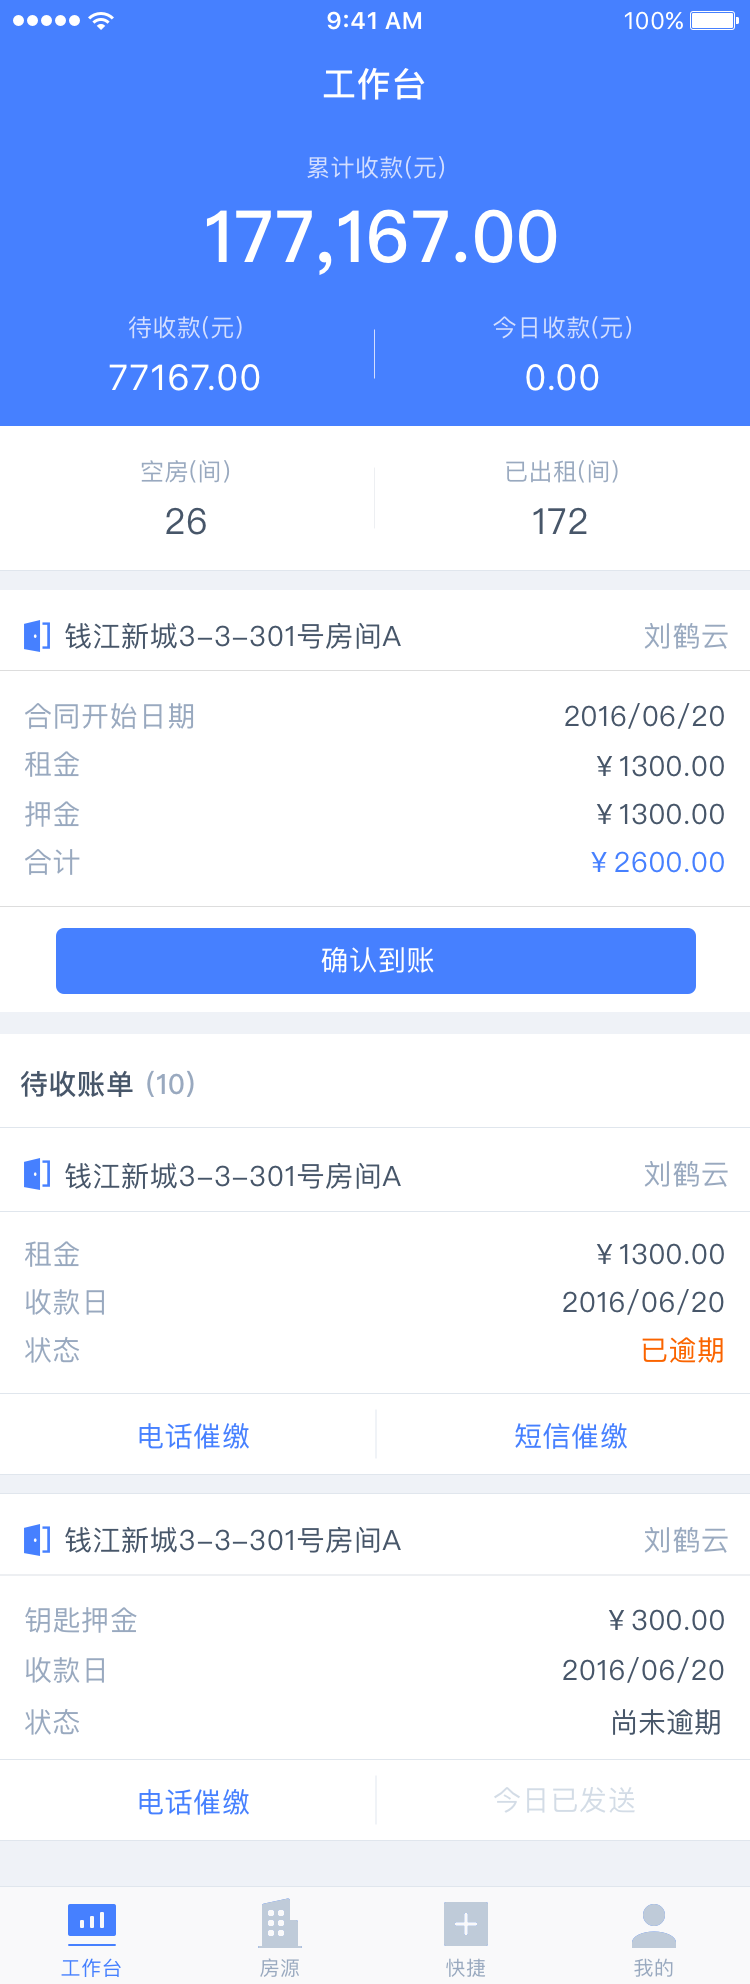 9:41 AM 100%
工作台
累计收款(元)
177,167.00
待收款(元) 今日收款(元)
77167.00 0.00
空房(间) 已出租(间)
26 172
钱江新城3-3-301号房间A 刘鹤云
合同开始日期 2016/06/20
租金 ¥1300.00
押金 ¥1300.00
合计 ¥2600.00
确认到账
待收账单 (10)
钱江新城3-3-301号房间A 刘鹤云
租金 ¥1300.00
收款日 2016/06/20
状态 已逾期
电话催缴 短信催缴
钱江新城3-3-301号房间A 刘鹤云
钥匙押金 ¥300.00
收款日 2016/06/20
状态 尚未逾期
电话催缴 今日已发送
工作台 房源 快捷 我的